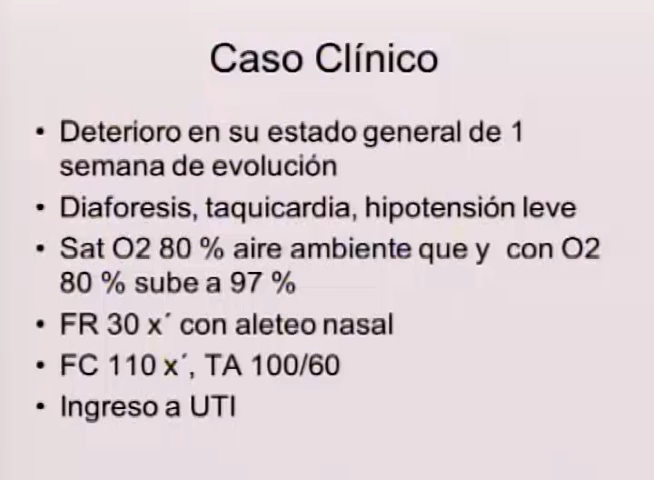 Caso Clínico
• Deterioro en su estado general de 1
semana de evolución
• Diaforesis, taquicardia, hipotensión leve
• Sat O2 80 % aire ambiente que y con O2
80 % sube a 97 %
• FR 30 x´ con aleteo nasal
• FC 110 x´, TA 100/60
• Ingreso a UTI